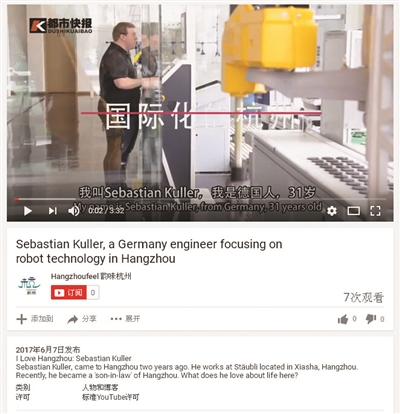 都市快报
DUSHIKUAIBAO
国际化 杭州
我叫Sebastian Kuller，我是德国人，31岁
My name is Sebastian Kuller, from Germany, 31 years old
0:02 / 3:32
Sebastian Kuller, a Germany engineer focusing on
robot technology in Hangzhou
Hangzhoufeel 韵味杭州
订阅 0
7次观看
添加到 分享 ••• 展开 0 0
2017年6月7日发布
I Love Hangzhou: Sebastian Kuller
Sebastian Kuller, came to Hangzhou two years ago. He works at Stäubli located in Xiasha, Hangzhou.
Recently, he became a 'son-in-law' of Hangzhou. What does he love about life here?
类别 人物和博客
许可 标准YouTube许可